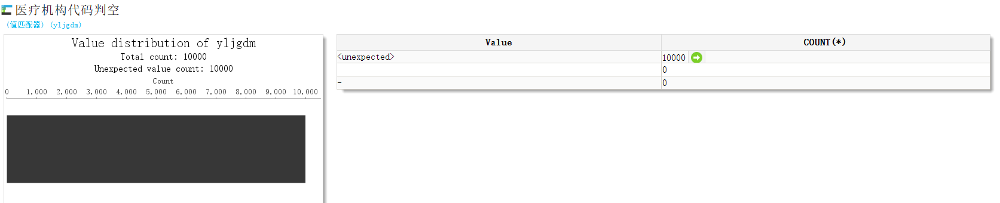 医疗机构代码判空
(值匹配器) (yljgdm)
Value distribution of yljgdm
Total count: 10000
Unexpected value count: 10000
Count
0 1,000 2,000 3,000 4,000 5,000 6,000 7,000 8,000 9,000 10,000
Value COUNT(*)
<unexpected> 10000
0
- 0